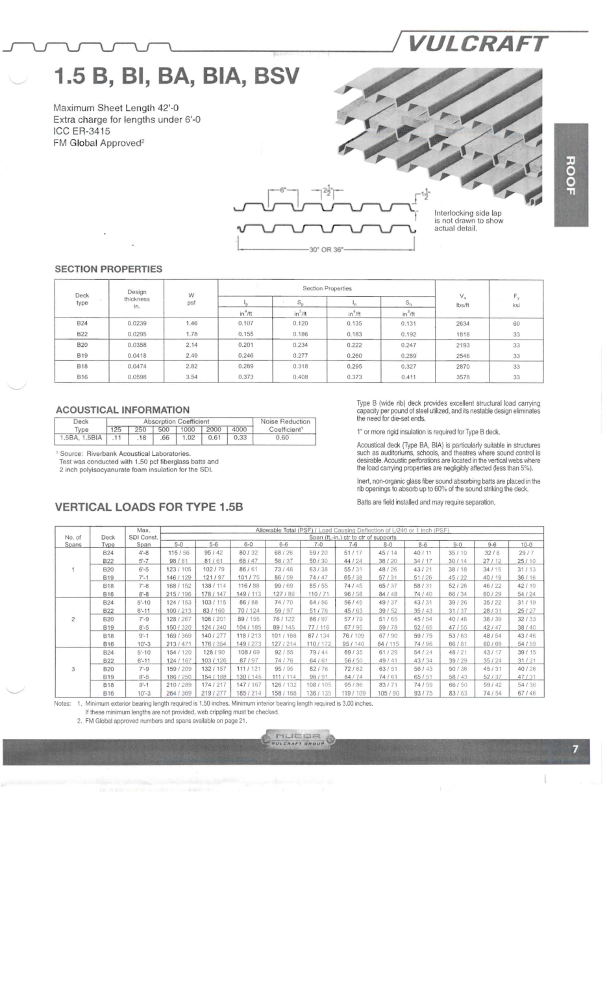 VULCRAFT
1.5 B, BI, BA, BIA, BSV
Maximum Sheet Length 42'-0
Extra charge for lengths under 6'-0
ICC ER-3415
FM Global Approved²
ROOF
6" 2½" 1½"
Interlocking side lap
is not drawn to show
actual detail.
30" OR 36"
SECTION PROPERTIES
Deck type | Design thickness in. | W psf | Section Properties | Vₐ lbs/ft | Fᵧ ksi
Iₚ in⁴/ft | Sₚ in³/ft | Iₙ in⁴/ft | Sₙ in³/ft
B24 0.0239 1.46 0.107 0.120 0.135 0.131 2634 60
B22 0.0295 1.78 0.155 0.186 0.183 0.192 1818 33
B20 0.0358 2.14 0.201 0.234 0.222 0.247 2193 33
B19 0.0418 2.49 0.246 0.277 0.260 0.289 2546 33
B18 0.0474 2.82 0.289 0.318 0.295 0.327 2870 33
B16 0.0598 3.54 0.373 0.408 0.373 0.411 3578 33
ACOUSTICAL INFORMATION
Deck Type | Absorption Coefficient | Noise Reduction Coefficient¹
125 250 500 1000 2000 4000
1.5BA, 1.5BIA .11 .18 .66 1.02 0.61 0.33 0.60
¹ Source: Riverbank Acoustical Laboratories.
Test was conducted with 1.50 pcf fiberglass batts and
2 inch polyisocyanurate foam insulation for the SDI.
Type B (wide rib) deck provides excellent structural load carrying
capacity per pound of steel utilized, and its nestable design eliminates
the need for die-set ends.
1" or more rigid insulation is required for Type B deck.
Acoustical deck (Type BA, BIA) is particularly suitable in structures
such as auditoriums, schools, and theatres where sound control is
desirable. Acoustic perforations are located in the vertical webs where
the load carrying properties are negligibly affected (less than 5%).
Inert, non-organic glass fiber sound absorbing batts are placed in the
rib openings to absorb up to 60% of the sound striking the deck.
Batts are field installed and may require separation.
VERTICAL LOADS FOR TYPE 1.5B
No. of Spans | Deck Type | Max. SDI Const. Span | Allowable Total (PSF) / Load Causing Deflection of L/240 or 1 inch (PSF)
Span (ft.-in.) ctr to ctr of supports
5-0 5-6 6-0 6-6 7-0 7-6 8-0 8-6 9-0 9-6 10-0
B24 4'-8 115 / 56 95 / 42 80 / 32 68 / 26 59 / 20 51 / 17 45 / 14 40 / 11 35 / 10 32 / 8 29 / 7
B22 5'-7 98 / 81 81 / 61 68 / 47 58 / 37 50 / 30 44 / 24 38 / 20 34 / 17 30 / 14 27 / 12 25 / 10
1 B20 6'-5 123 / 105 102 / 79 86 / 61 73 / 48 63 / 38 55 / 31 48 / 26 43 / 21 38 / 18 34 / 15 31 / 13
B19 7'-1 146 / 129 121 / 97 101 / 75 86 / 59 74 / 47 65 / 38 57 / 31 51 / 26 45 / 22 40 / 19 36 / 16
B18 7'-8 168 / 152 138 / 114 116 / 88 99 / 69 85 / 55 74 / 45 65 / 37 58 / 31 52 / 26 46 / 22 42 / 19
B16 8'-8 215 / 196 178 / 147 149 / 113 127 / 89 110 / 71 96 / 58 84 / 48 74 / 40 66 / 34 60 / 29 54 / 24
B24 5'-10 124 / 153 103 / 115 86 / 88 74 / 70 64 / 56 56 / 45 49 / 37 43 / 31 39 / 26 35 / 22 31 / 19
B22 6'-11 100 / 213 83 / 160 70 / 124 59 / 97 51 / 78 45 / 63 39 / 52 35 / 43 31 / 37 28 / 31 25 / 27
2 B20 7'-9 128 / 267 106 / 201 89 / 155 76 / 122 66 / 97 57 / 79 51 / 65 45 / 54 40 / 46 36 / 39 32 / 33
B19 8'-5 150 / 320 124 / 240 104 / 185 89 / 145 77 / 116 67 / 95 59 / 78 52 / 65 47 / 55 42 / 47 38 / 40
B18 9'-1 169 / 369 140 / 277 118 / 213 101 / 168 87 / 134 76 / 109 67 / 90 59 / 75 53 / 63 48 / 54 43 / 46
B16 10'-3 213 / 471 176 / 354 149 / 273 127 / 214 110 / 172 95 / 140 84 / 115 74 / 96 66 / 81 60 / 69 54 / 59
B24 5'-10 154 / 120 128 / 90 108 / 69 92 / 55 79 / 44 69 / 35 61 / 29 54 / 24 48 / 21 43 / 17 39 / 15
B22 6'-11 124 / 167 103 / 126 87 / 97 74 / 76 64 / 61 56 / 50 49 / 41 43 / 34 39 / 29 35 / 24 31 / 21
3 B20 7'-9 159 / 209 132 / 157 111 / 121 95 / 95 82 / 76 72 / 62 63 / 51 56 / 43 50 / 36 45 / 31 40 / 26
B19 8'-5 186 / 250 154 / 188 130 / 145 111 / 114 96 / 91 84 / 74 74 / 61 65 / 51 58 / 43 52 / 37 47 / 31
B18 9'-1 210 / 289 174 / 217 147 / 167 126 / 132 108 / 105 95 / 86 83 / 71 74 / 59 66 / 50 59 / 42 54 / 36
B16 10'-3 264 / 369 219 / 277 185 / 214 158 / 168 136 / 135 119 / 109 105 / 90 93 / 75 83 / 63 74 / 54 67 / 46
Notes: 1. Minimum exterior bearing length required is 1.50 inches. Minimum interior bearing length required is 3.00 inches.
If these minimum lengths are not provided, web crippling must be checked.
2. FM Global approved numbers and spans available on page 21.
NUCOR
VULCRAFT GROUP
7